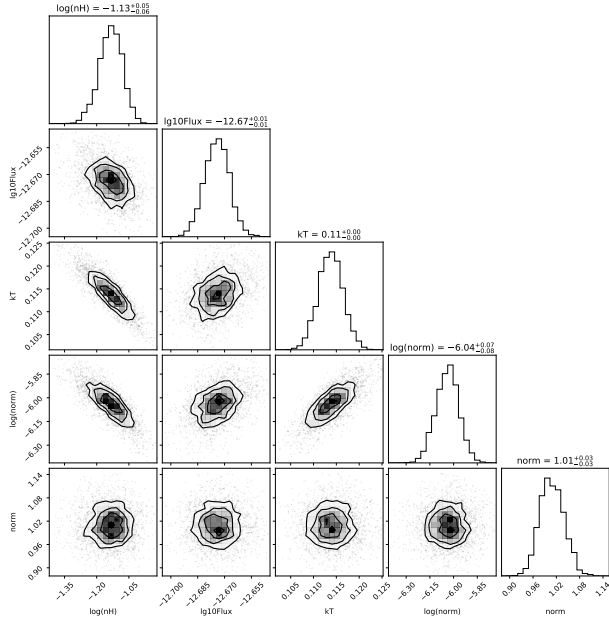 log(nH) = −1.13+0.05−0.06
−12.655
−12.670
−12.685
−12.700
lg10Flux
lg10Flux = −12.67+0.01−0.01
0.125
0.120
0.115
0.110
0.105
kT
kT = 0.11+0.00−0.00
−5.85
−6.00
−6.15
−6.30
log(norm)
log(norm) = −6.04+0.07−0.08
1.14
1.08
1.02
0.96
0.90
norm
norm = 1.01+0.03−0.03
−1.35 −1.20 −1.05 −12.700 −12.685 −12.670 −12.655 0.105 0.110 0.115 0.120 0.125 −6.30 −6.15 −6.00 −5.85 0.90 0.96 1.02 1.08 1.14
log(nH) lg10Flux kT log(norm) norm